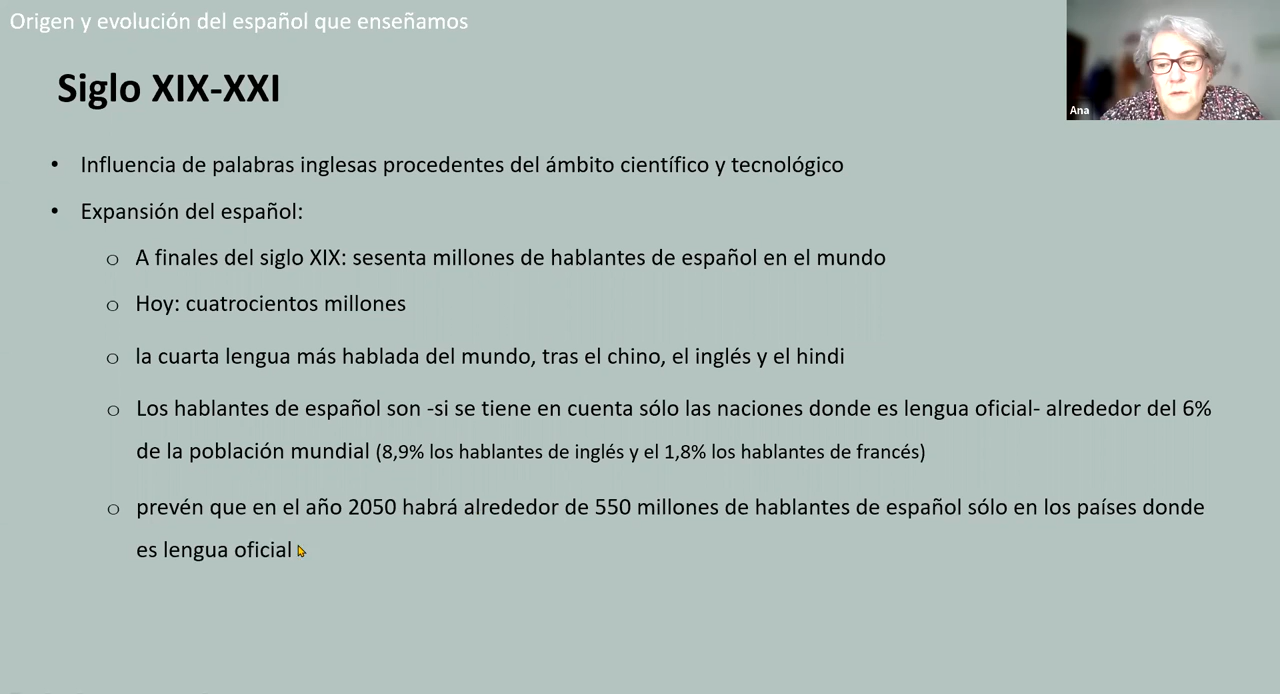 Origen y evolución del español que enseñamos
Siglo XIX-XXI
Ana
• Influencia de palabras inglesas procedentes del ámbito científico y tecnológico
• Expansión del español:
o A finales del siglo XIX: sesenta millones de hablantes de español en el mundo
o Hoy: cuatrocientos millones
o la cuarta lengua más hablada del mundo, tras el chino, el inglés y el hindi
o Los hablantes de español son -si se tiene en cuenta sólo las naciones donde es lengua oficial- alrededor del 6%
de la población mundial (8,9% los hablantes de inglés y el 1,8% los hablantes de francés)
o prevén que en el año 2050 habrá alrededor de 550 millones de hablantes de español sólo en los países donde
es lengua oficial